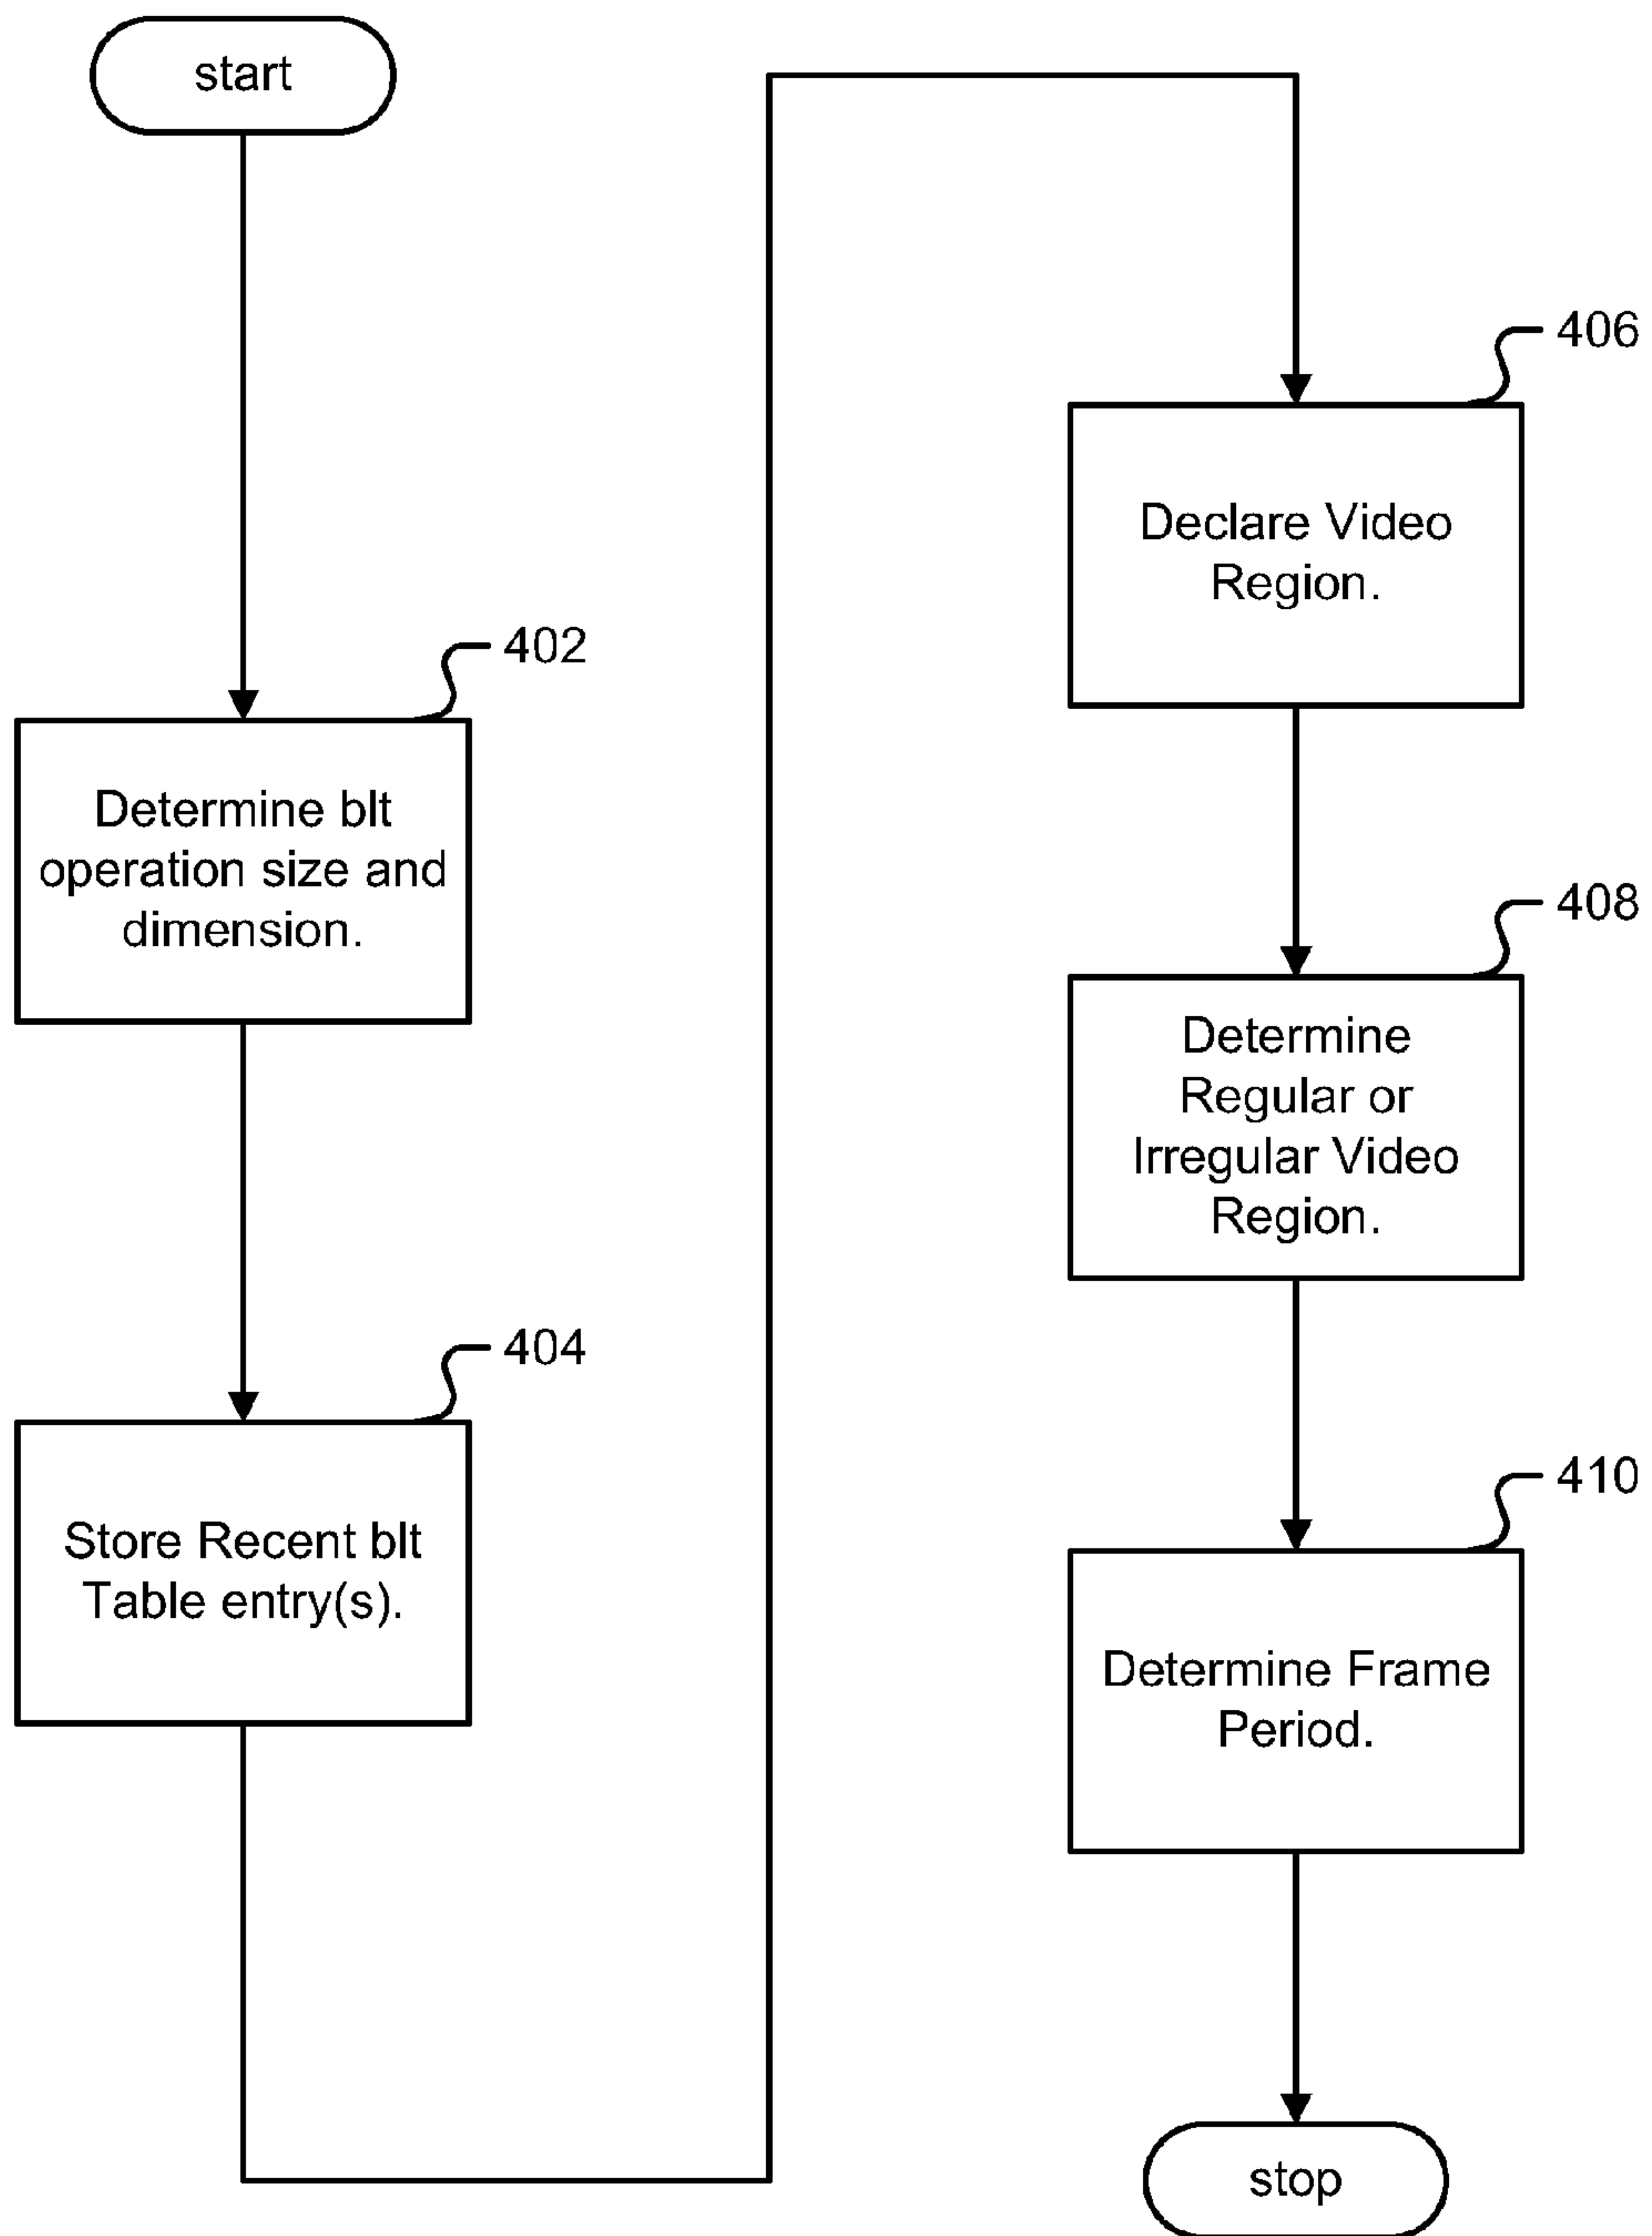 start
402
Determine blt
operation size and
dimension.
404
Store Recent blt
Table entry(s).
406
Declare Video
Region.
408
Determine
Regular or
Irregular Video
Region.
410
Determine Frame
Period.
stop